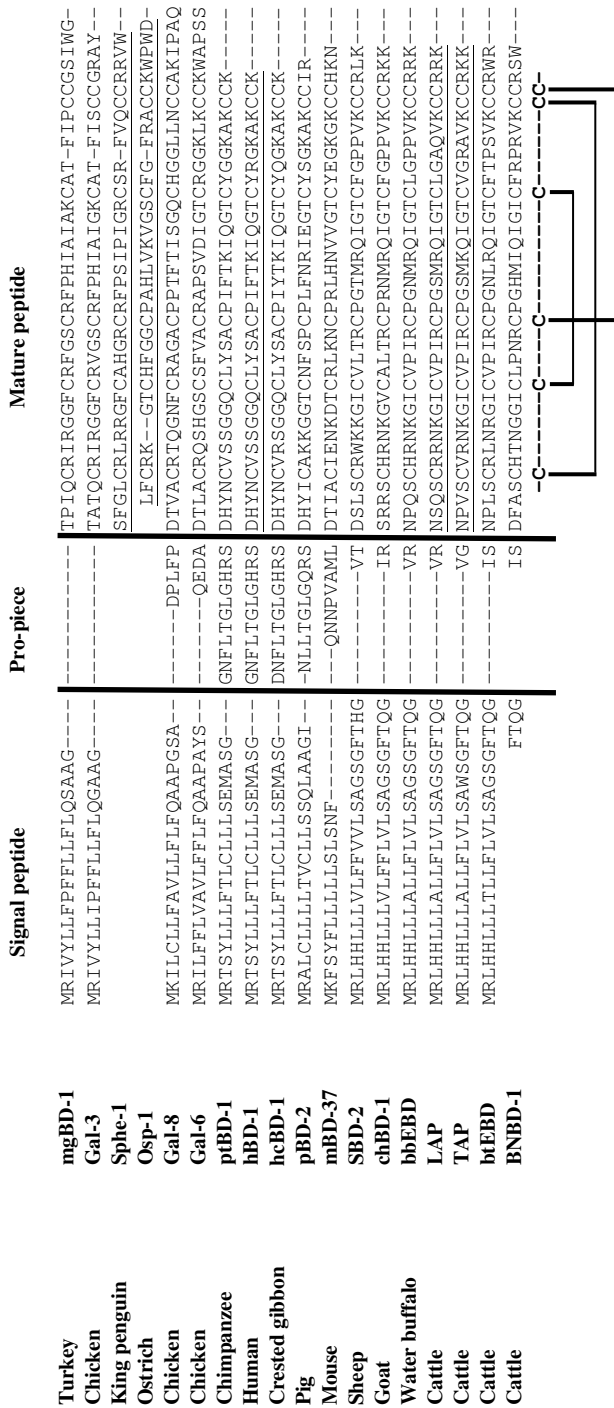 Signal peptide Pro-piece Mature peptide
Turkey mgBD-1 MRIVYLLFPFFLLFLQSAAG---- ------------ TPIQCRIRGGFCRFGSCRFPHIAIAKCAT-FIPCCGSIWG-
Chicken Gal-3 MRIVYLLIPFFLLFLQGAAG---- ------------ TATQCRIRGGFCRVGSCRFPHIAIGKCAT-FISCCGRAY
King penguin Sphe-1 SFGLCRLRRGFCAHGRCRFPSIPIGRCSR-FVQCCRRVW
Ostrich Osp-1 LFCRK--GTCHFGGCPAHLVKVGSCFG-FRACCKWPWD-
Chicken Gal-8 MKILCLLFAVLLFLFQAAPGSA-- -------DPLFP DTVACRTQGNFCRAGACPPTFTISGQCHGGLLNCCAKIPAQ
Chicken Gal-6 MRILFFLVAVLFFLFQAAPAYS-- --------QEDA DTLACRQSHGSCSFVACRAPSVDIGTCRGGKLKCCKWAPSS
Chimpanzee ptBD-1 MRTSYLLLFTLCLLLSEMASG--- GNFLTGLGHRS DHYNCVSSGGQCLYSACPIFTKIQGTCYGGKAKCCK----
Human hBD-1 MRTSYLLLFTLCLLLSEMASG--- GNFLTGLGHRS DHYNCVSSGGQCLYSACPIFTKIQGTCYRGKAKCCK----
Crested gibbon hcBD-1 MRTSYLLLFTLCLLLSEMASG--- DNFLTGLGHRS DHYNCVRSGGQCLYSACPIYTKIQGTCYQGKAKCCK----
Pig pBD-2 MRALCLLLLTVCLLSSQLAAGI-- -NLLTGLGQRS DHYICAKKGGTCNFSPCPLFNRIEGTCYSGKAKCCIR---
Mouse mBD-37 MKFSYFLLLLLSLSNF-------- ---QNNPVAML DTIACIENKDTCRLKNCPRLHNVVGTCYEGKGKCCHKN---
Sheep SBD-2 MRLHHLLLVLFFVVLSAGSGFTHG ---------VT DSLSCRWKKGICVLTRCPGTMRQIGTCFGPPVKCCRLK----
Goat chBD-1 MRLHHLLLVLFFLVLSAGSGFTQG ---------IR SRRSCHRNKGVCALTRCPRNMRQIGTCFGPPVKCCRKK----
Water buffalo bbEBD MRLHHLLLALLFLVLSAGSGFTQG ---------VR NPQSCHRNKGICVPIRCPGNMRQIGTCLGPPVKCCRRK----
Cattle LAP MRLHHLLLALLFLVLSAGSGFTQG ---------VR NSQSCRRNKGICVPIRCPGSMRQIGTCLGAQVKCCRRK----
Cattle TAP MRLHHLLLALLFLVLSAWSGFTQG ---------VG NPVSCVRNKGICVPIRCPGSMKQIGTCVGRAVKCCRKK----
Cattle btEBD MRLHHLLLTLLFLVLSAGSGFTQG ---------IS NPLSCRLNRGICVPIRCPGNLRQIGTCFTPSVKCCRWR----
Cattle BNBD-1 FTQG IS DFASCHTNGGICLPNRCPGHMIQIGICFRPRVKCCRSW----
--C------C----C---------C------CC-